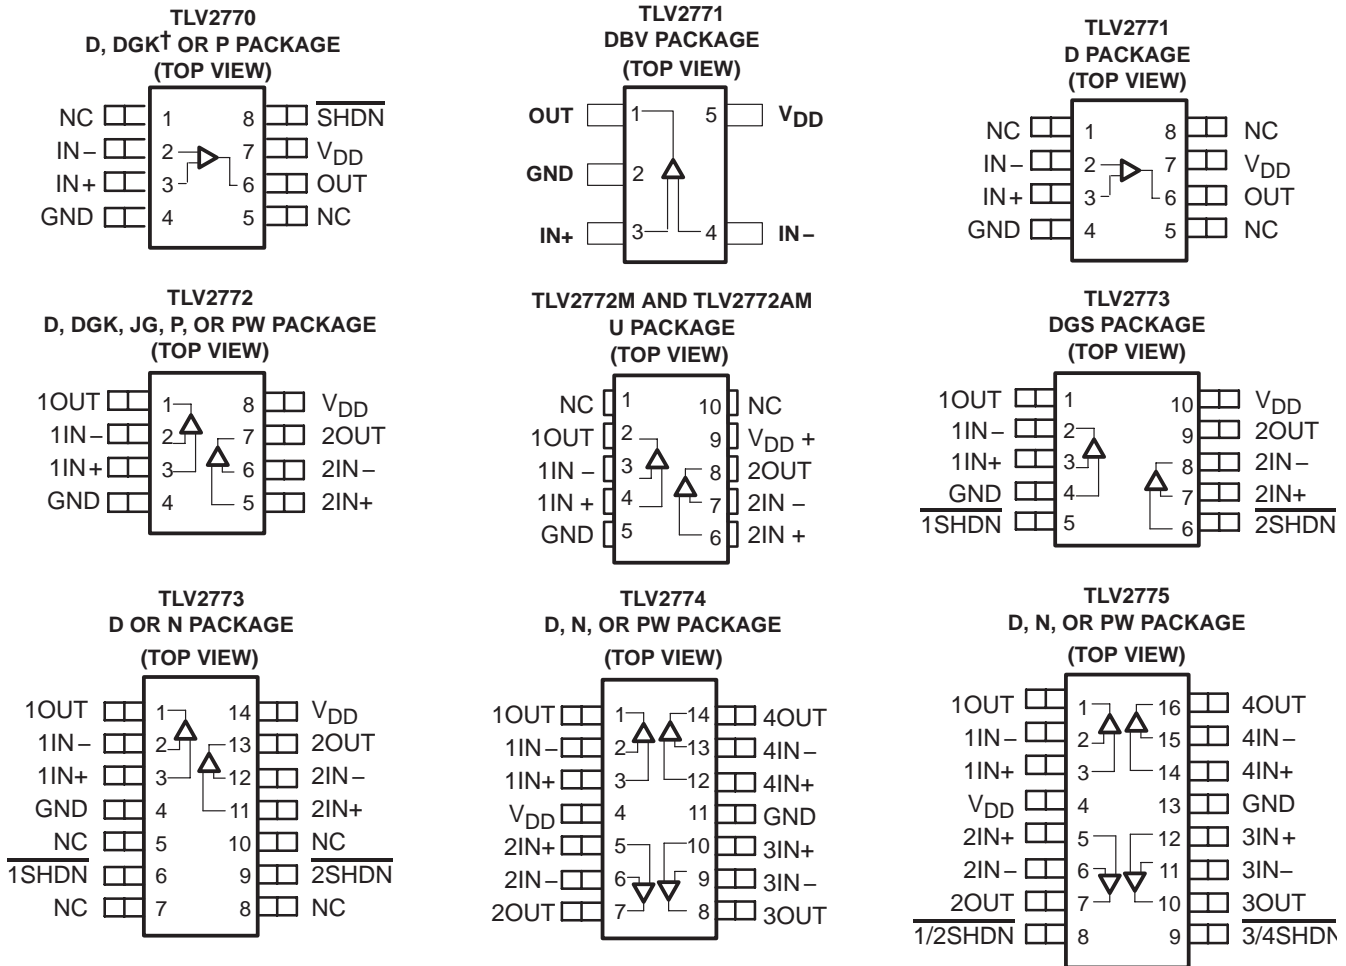 TLV2770
D, DGK† OR P PACKAGE
(TOP VIEW)
NC 1 8 SHDN
IN− 2 7 VDD
IN+ 3 6 OUT
GND 4 5 NC
TLV2771
DBV PACKAGE
(TOP VIEW)
OUT 1 5 VDD
GND 2
IN+ 3 4 IN−
TLV2771
D PACKAGE
(TOP VIEW)
NC 1 8 NC
IN− 2 7 VDD
IN+ 3 6 OUT
GND 4 5 NC
TLV2772
D, DGK, JG, P, OR PW PACKAGE
(TOP VIEW)
1OUT 1 8 VDD
1IN− 2 7 2OUT
1IN+ 3 6 2IN−
GND 4 5 2IN+
TLV2772M AND TLV2772AM
U PACKAGE
(TOP VIEW)
NC 1 10 NC
1OUT 2 9 VDD +
1IN − 3 8 2OUT
1IN + 4 7 2IN −
GND 5 6 2IN +
TLV2773
DGS PACKAGE
(TOP VIEW)
1OUT 1 10 VDD
1IN− 2 9 2OUT
1IN+ 3 8 2IN−
GND 4 7 2IN+
1SHDN 5 6 2SHDN
TLV2773
D OR N PACKAGE
(TOP VIEW)
1OUT 1 14 VDD
1IN− 2 13 2OUT
1IN+ 3 12 2IN−
GND 4 11 2IN+
NC 5 10 NC
1SHDN 6 9 2SHDN
NC 7 8 NC
TLV2774
D, N, OR PW PACKAGE
(TOP VIEW)
1OUT 1 14 4OUT
1IN− 2 13 4IN−
1IN+ 3 12 4IN+
VDD 4 11 GND
2IN+ 5 10 3IN+
2IN− 6 9 3IN−
2OUT 7 8 3OUT
TLV2775
D, N, OR PW PACKAGE
(TOP VIEW)
1OUT 1 16 4OUT
1IN− 2 15 4IN−
1IN+ 3 14 4IN+
VDD 4 13 GND
2IN+ 5 12 3IN+
2IN− 6 11 3IN−
2OUT 7 10 3OUT
1/2SHDN 8 9 3/4SHDN